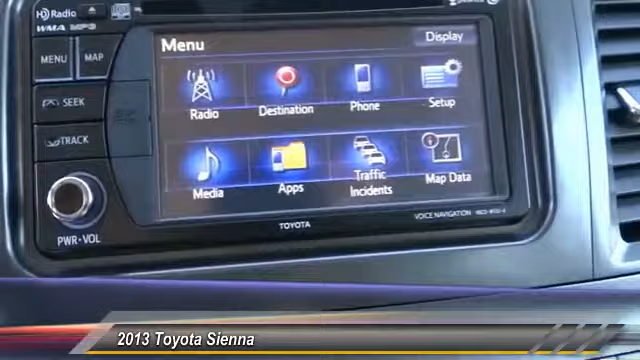 HD Radio
WMA MP3
Menu
Display
MENU
MAP
SEEK
TRACK
PWR•VOL
Radio
Destination
Phone
Setup
Media
Apps
Traffic
Incidents
Map Data
TOYOTA
VOICE NAVIGATION
2013 Toyota Sienna